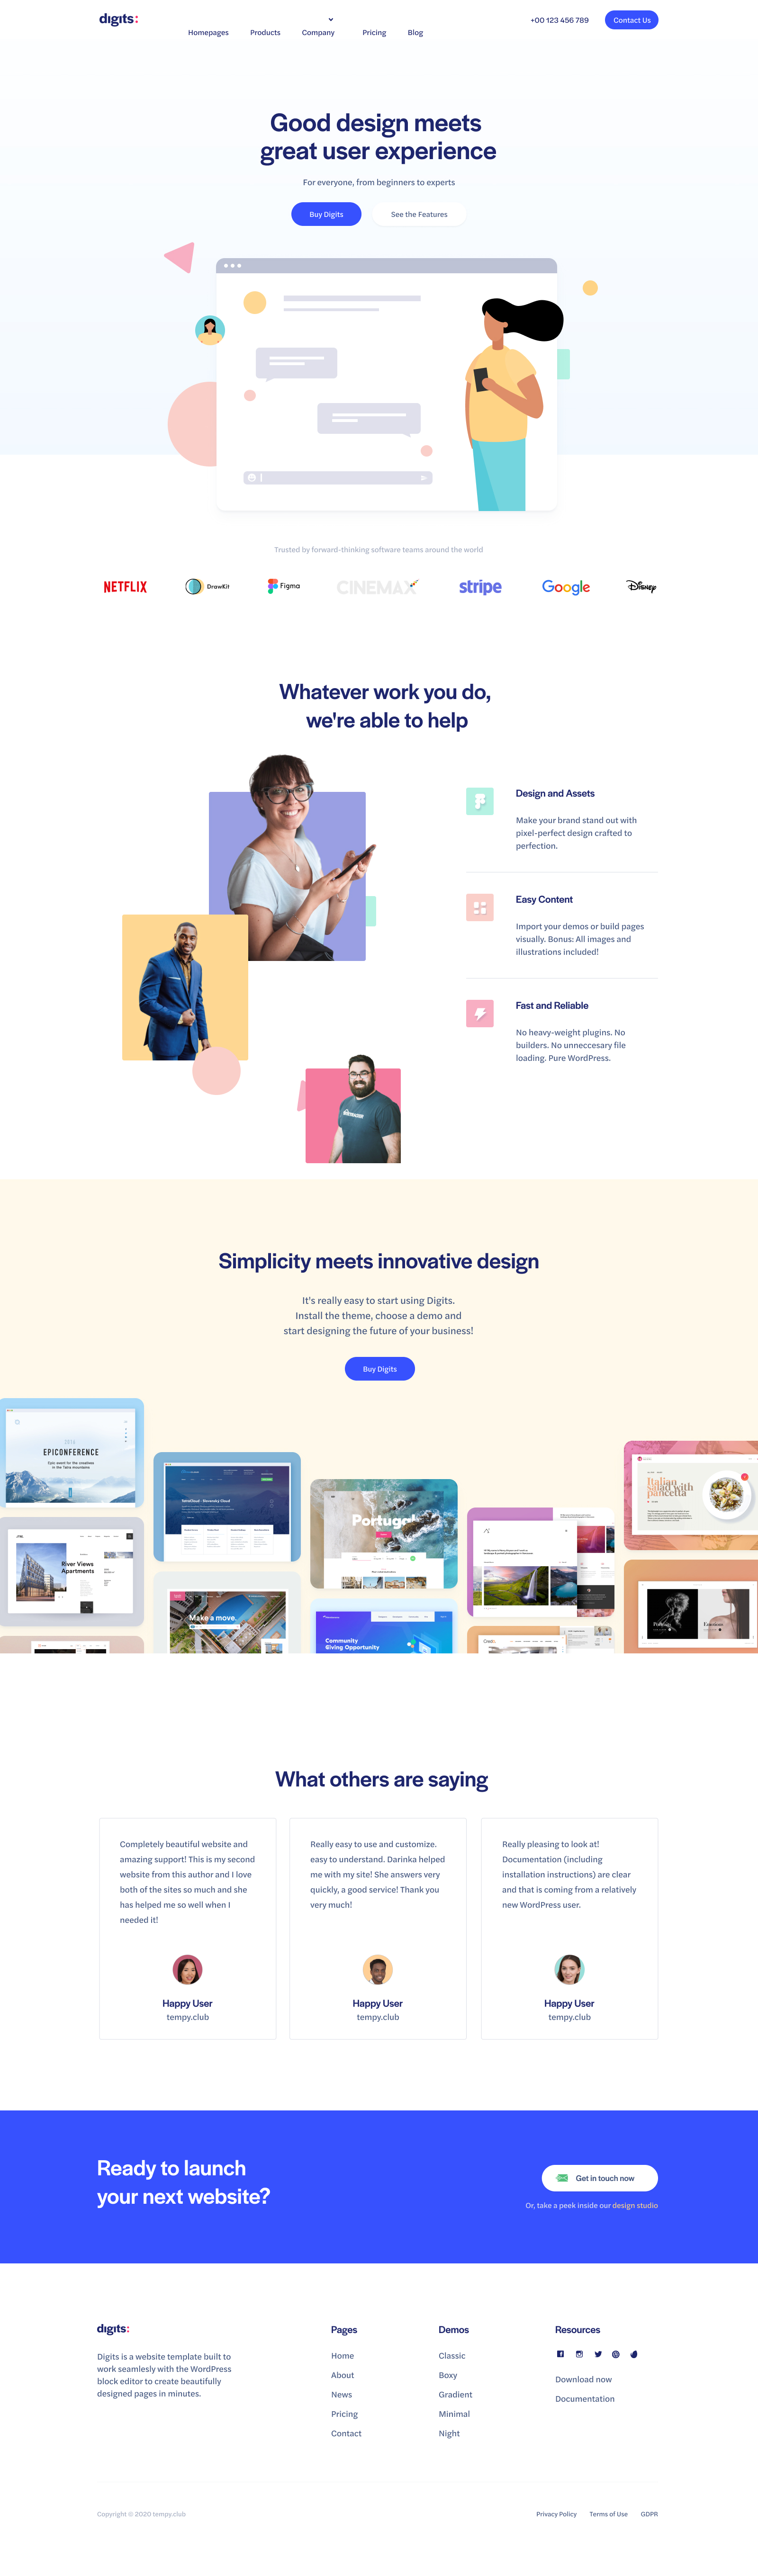 digits:
Homepages
Products
Company
Pricing
Blog
+00 123 456 789
Contact Us
Good design meets
great user experience
For everyone, from beginners to experts
Buy Digits
See the Features
Trusted by forward-thinking software teams around the world
NETFLIX
DrawKit
Figma
CINEMAX
stripe
Google
Disney
Whatever work you do,
we're able to help
Design and Assets
Make your brand stand out with
pixel-perfect design crafted to
perfection.
Easy Content
Import your demos or build pages
visually. Bonus: All images and
illustrations included!
Fast and Reliable
No heavy-weight plugins. No
builders. No unneccesary file
loading. Pure WordPress.
Simplicity meets innovative design
It's really easy to start using Digits.
Install the theme, choose a demo and
start designing the future of your business!
Buy Digits
EPICONFERENCE
Epic event for the creatives
in the Tatra mountains
River Views
Apartments
TatraCloud - Slovensky Cloud
Make a move.
Portugal
Community
Giving Opportunity
Italian
salad with
pancetta
What others are saying
Completely beautiful website and
amazing support! This is my second
website from this author and I love
both of the sites so much and she
has helped me so well when I
needed it!
Happy User
tempy.club
Really easy to use and customize.
easy to understand. Darinka helped
me with my site! She answers very
quickly, a good service! Thank you
very much!
Happy User
tempy.club
Really pleasing to look at!
Documentation (including
installation instructions) are clear
and that is coming from a relatively
new WordPress user.
Happy User
tempy.club
Ready to launch
your next website?
Get in touch now
Or, take a peek inside our design studio
digits:
Digits is a website template built to
work seamlesly with the WordPress
block editor to create beautifully
designed pages in minutes.
Pages
Home
About
News
Pricing
Contact
Demos
Classic
Boxy
Gradient
Minimal
Night
Resources
Download now
Documentation
Copyright © 2020 tempy.club
Privacy Policy
Terms of Use
GDPR